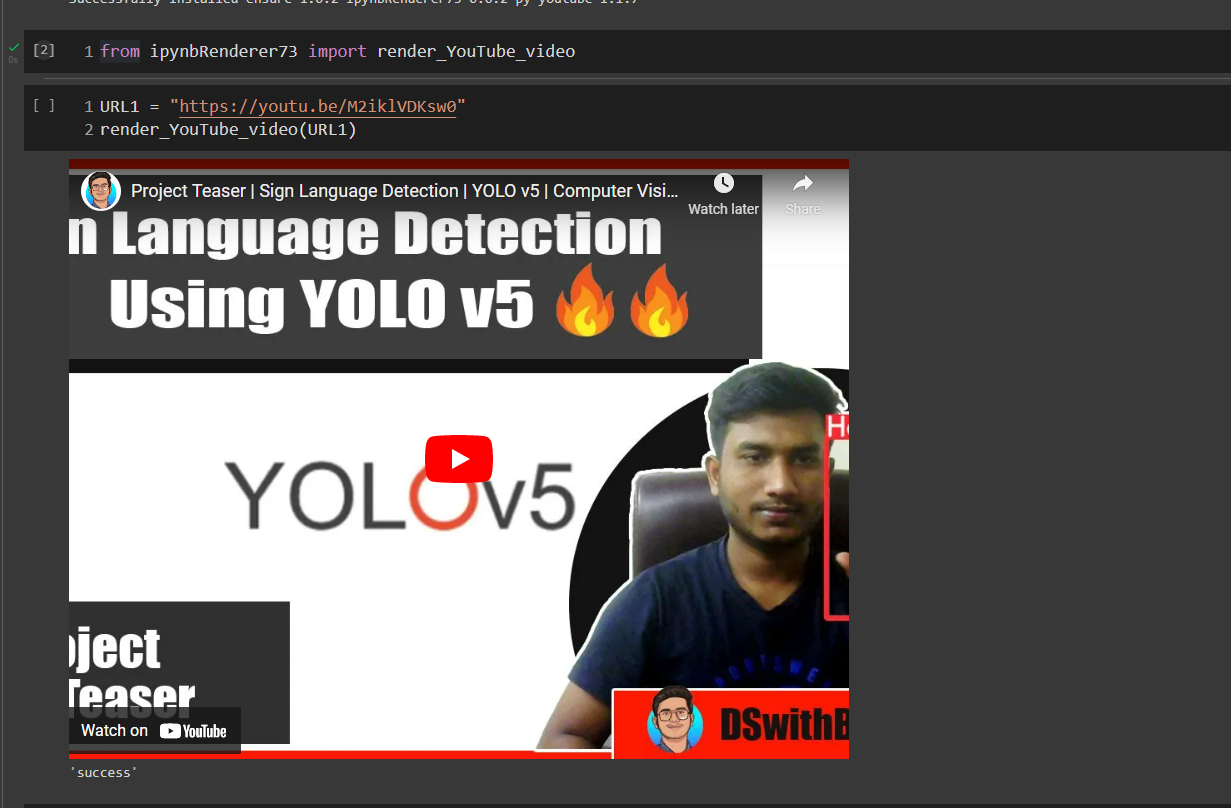 Successfully installed ensure-1.0.2 ipynbRenderer73-0.0.2 py-youtube-1.1.7
[2] 1 from ipynbRenderer73 import render_YouTube_video
0s
[ ] 1 URL1 = "https://youtu.be/M2iklVDKsw0"
2 render_YouTube_video(URL1)
Project Teaser | Sign Language Detection | YOLO v5 | Computer Visi...
Watch later
Share
n Language Detection
Using YOLO v5
YOLOv5
H
oject
Teaser
Watch on YouTube
DSwithB
'success'